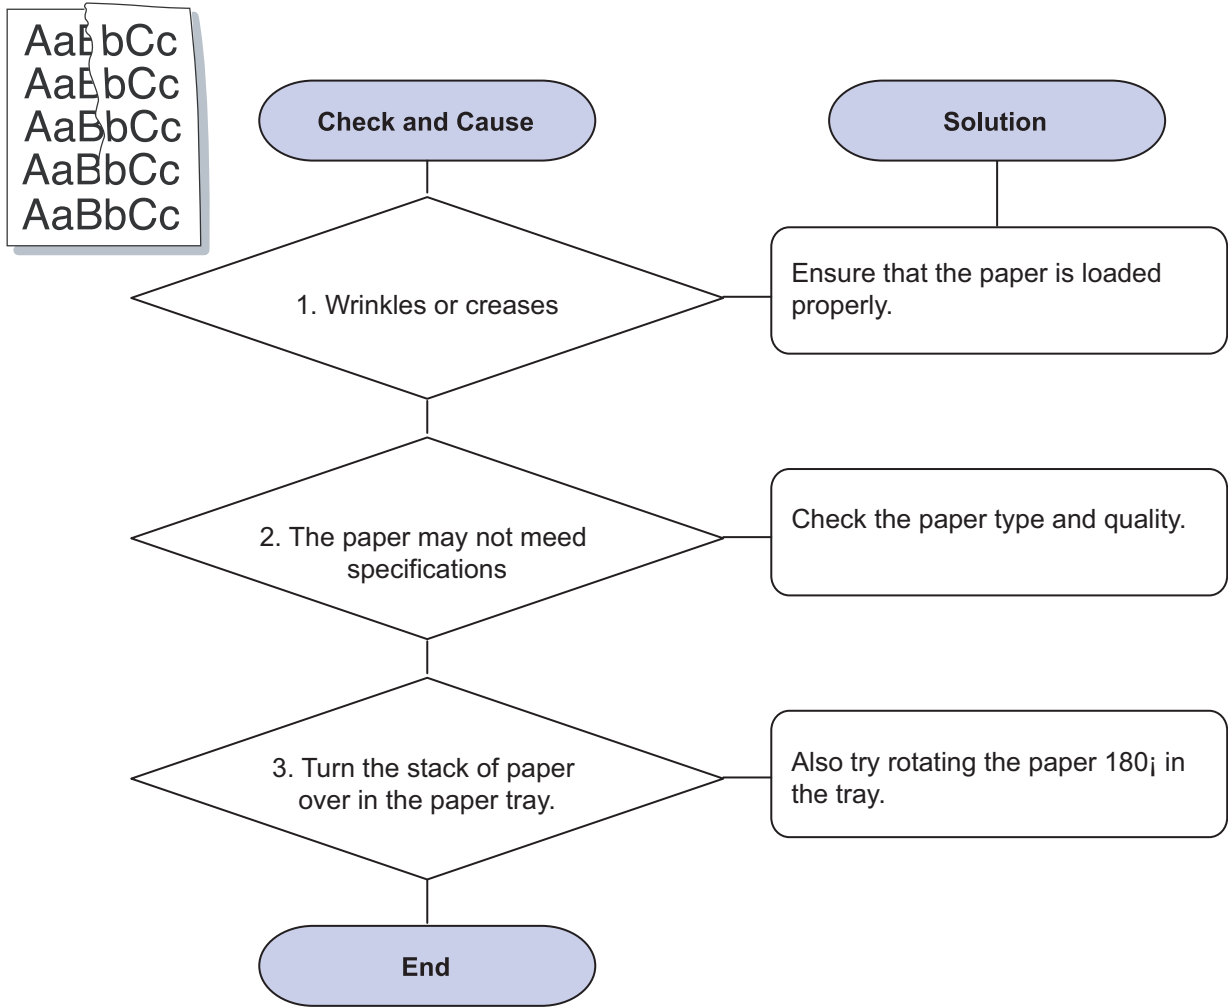 AaBbCc
AaBbCc
AaBbCc
AaBbCc
AaBbCc
Check and Cause
Solution
1. Wrinkles or creases
Ensure that the paper is loaded
properly.
2. The paper may not meed
specifications
Check the paper type and quality.
3. Turn the stack of paper
over in the paper tray.
Also try rotating the paper 180¡ in
the tray.
End